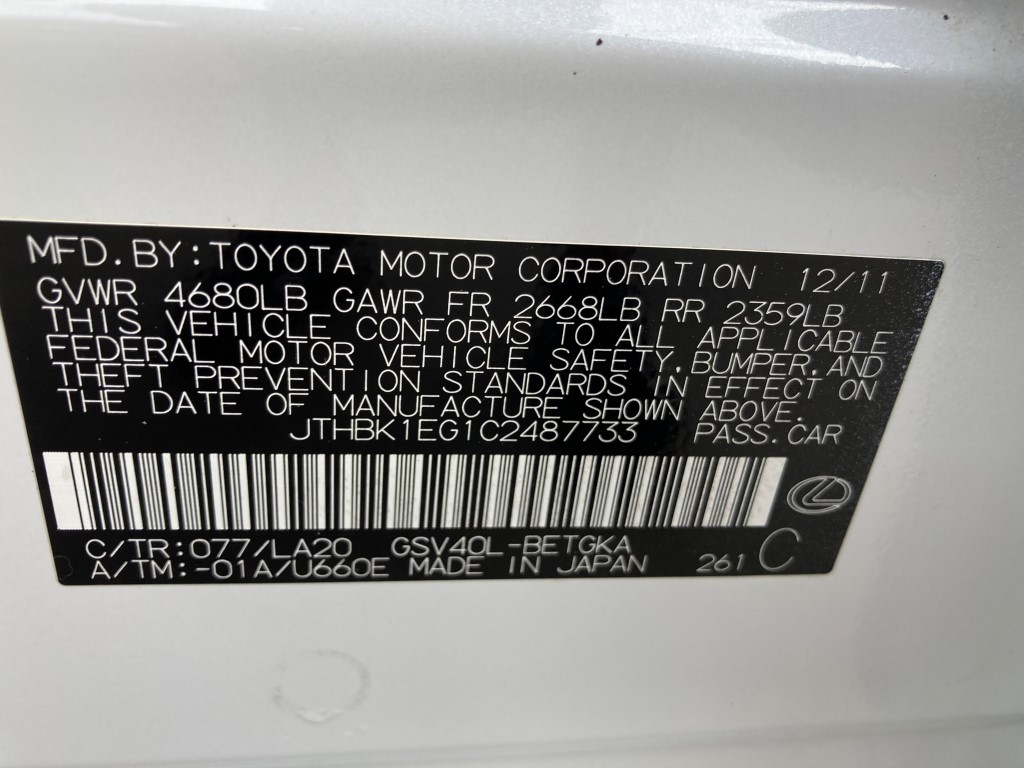 MFD. BY: TOYOTA MOTOR CORPORATION 12/11
GVWR 4680LB GAWR FR 2668LB RR 2359LB
THIS VEHICLE CONFORMS TO ALL APPLICABLE
FEDERAL MOTOR VEHICLE SAFETY, BUMPER, AND
THEFT PREVENTION STANDARDS IN EFFECT ON
THE DATE OF MANUFACTURE SHOWN ABOVE.
JTHBK1EG1C2487733 PASS. CAR
C/TR: 077/LA20 GSV40L-BETGKA
A/TM: -01A/U660E MADE IN JAPAN 261 C